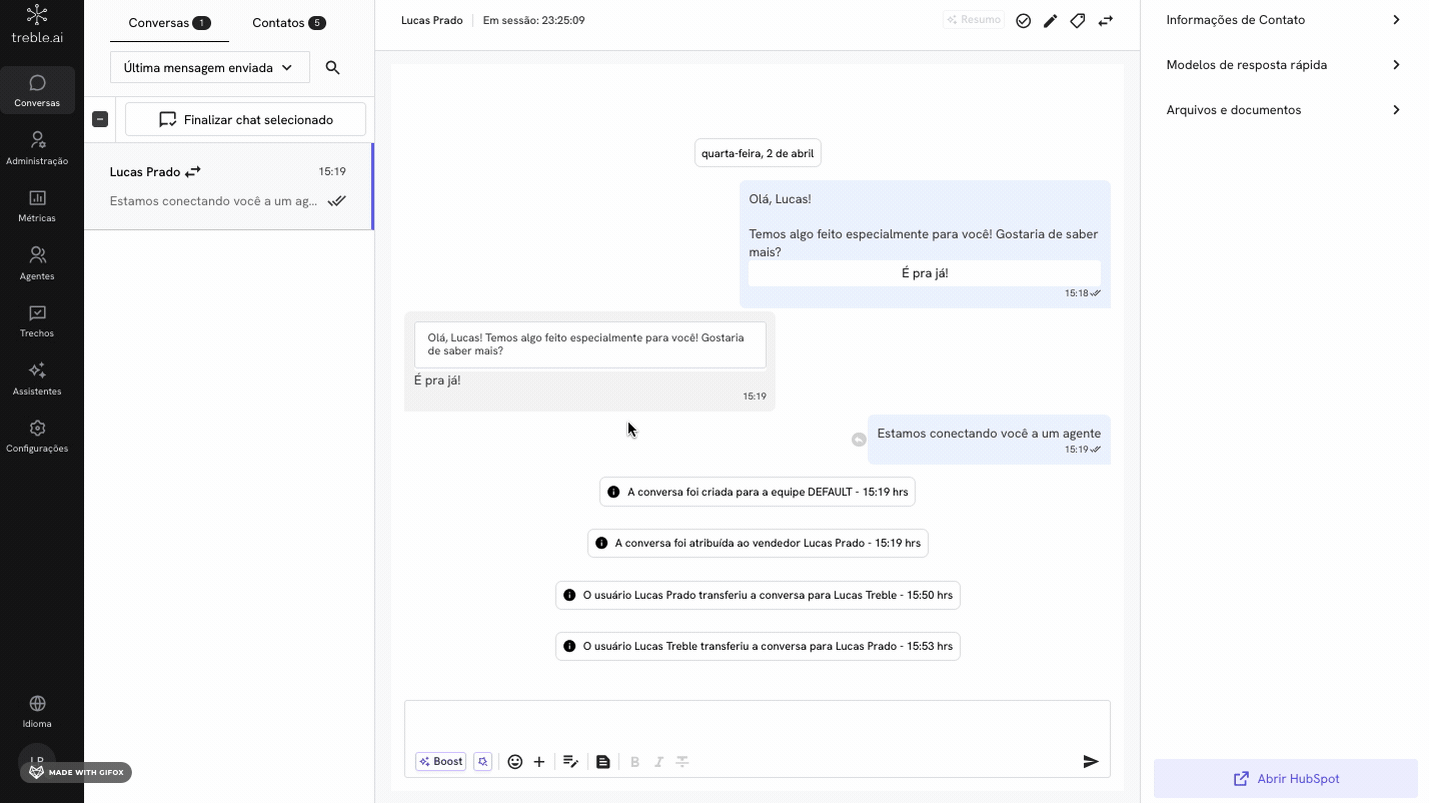 treble.ai
Conversas
Administração
Métricas
Agentes
Trechos
Assistentes
Configurações
Idioma
LP
MADE WITH GIFOX
Conversas 1
Contatos 5
Última mensagem enviada
Finalizar chat selecionado
Lucas Prado 15:19
Estamos conectando você a um ag...
Lucas Prado Em sessão: 23:25:09
Resumo
quarta-feira, 2 de abril
Olá, Lucas!
Temos algo feito especialmente para você! Gostaria de saber
mais?
É pra já!
15:18
Olá, Lucas! Temos algo feito especialmente para você! Gostaria
de saber mais?
É pra já!
15:19
Estamos conectando você a um agente
15:19
A conversa foi criada para a equipe DEFAULT - 15:19 hrs
A conversa foi atribuída ao vendedor Lucas Prado - 15:19 hrs
O usuário Lucas Prado transferiu a conversa para Lucas Treble - 15:50 hrs
O usuário Lucas Treble transferiu a conversa para Lucas Prado - 15:53 hrs
Boost
B I S
Informações de Contato
Modelos de resposta rápida
Arquivos e documentos
Abrir HubSpot